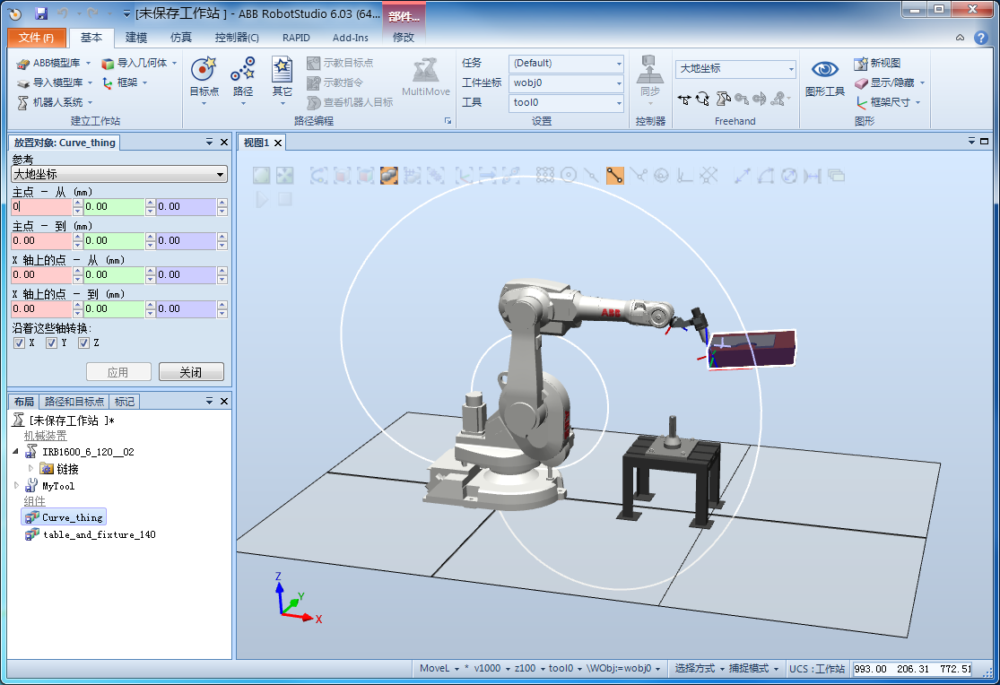 [未保存工作站 ] - ABB RobotStudio 6.03 (64...
部件...
文件(F) 基本 建模 仿真 控制器(C) RAPID Add-Ins 修改
ABB模型库 导入几何体
导入模型库 框架
机器人系统
建立工作站
目标点 路径 其它
示教目标点
示教指令
查看机器人目标
MultiMove
路径编程
任务 (Default)
工件坐标 wobj0
工具 tool0
设置
同步
控制器
大地坐标
Freehand
图形工具
新视图
显示/隐藏
框架尺寸
图形
放置对象: Curve_thing
参考
大地坐标
主点 - 从 (mm)
0 0.00 0.00
主点 - 到 (mm)
0.00 0.00 0.00
X 轴上的点 - 从 (mm)
0.00 0.00 0.00
X 轴上的点 - 到 (mm)
0.00 0.00 0.00
沿着这些轴转换:
X Y Z
应用 关闭
布局 路径和目标点 标记
[未保存工作站 ]*
机械装置
IRB1600_6_120__02
链接
MyTool
组件
Curve_thing
table_and_fixture_140
视图1
ABB
Z
Y
X
MoveL * v1000 z100 tool0 \WObj:=wobj0 选择方式 捕捉模式 UCS : 工作站 993.00 206.31 772.51